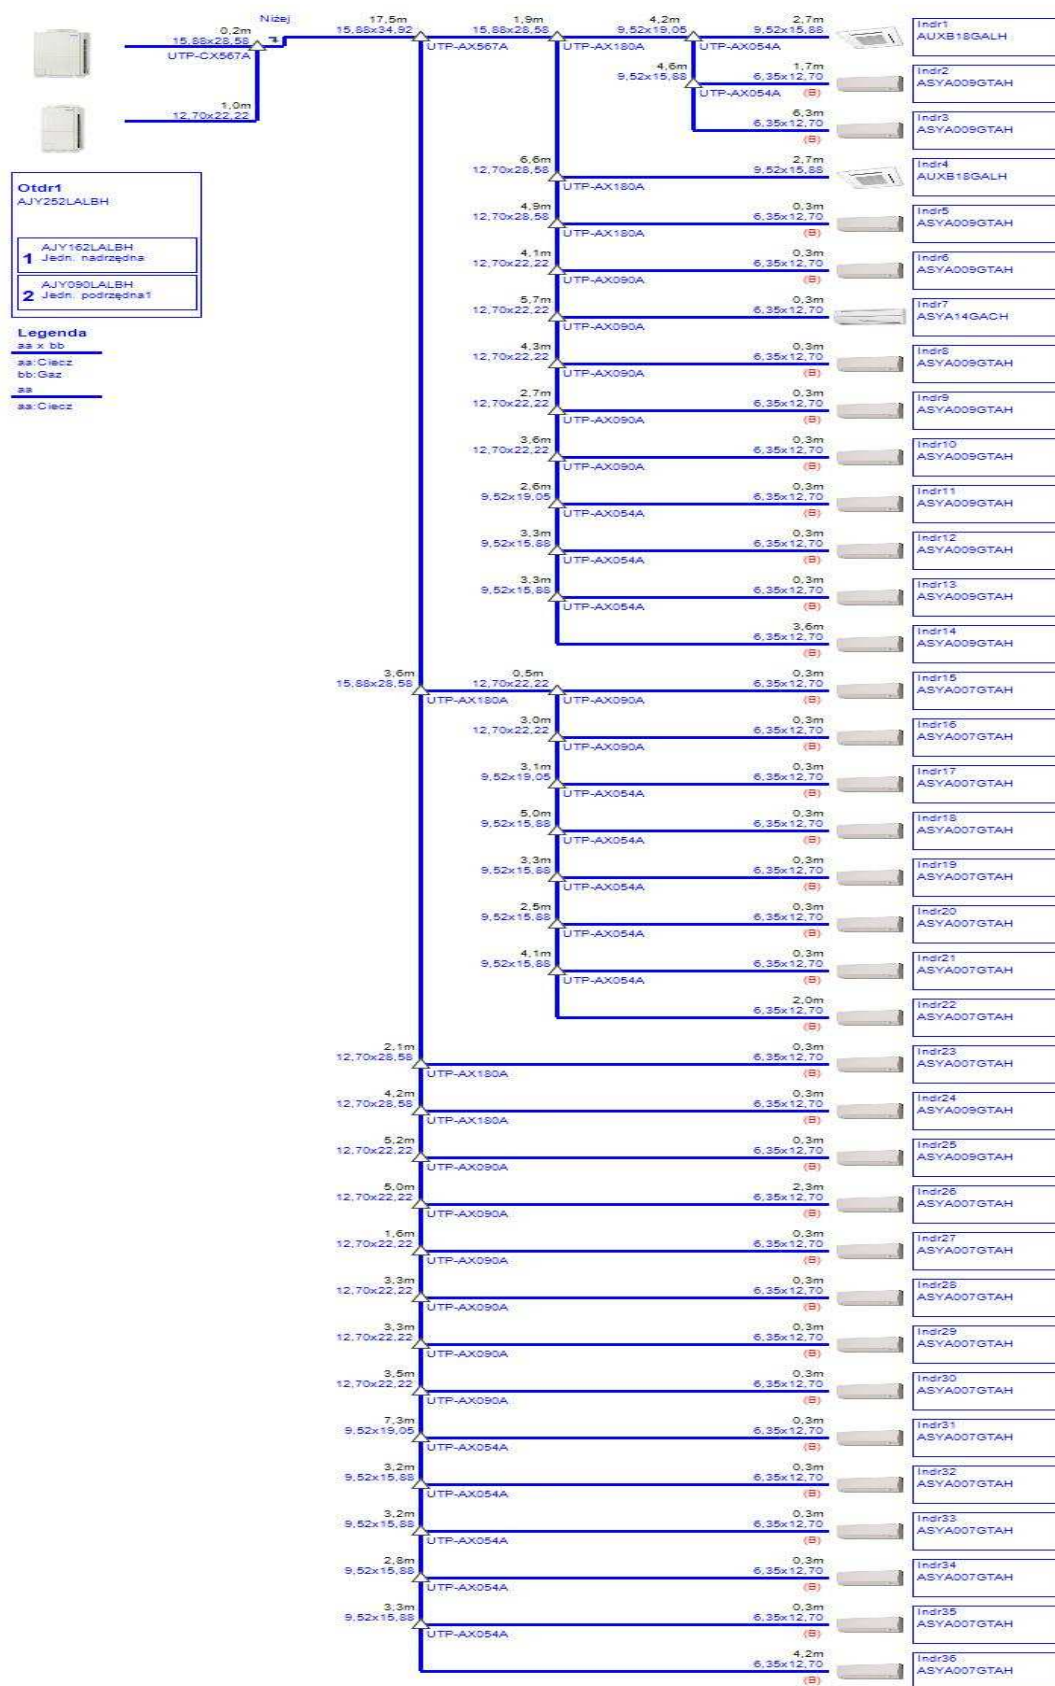 0,2m
15,88x28,58
UTP-CX567A
Niżej
17,5m
15,88x34,92
UTP-AX567A
1,9m
15,88x28,58
UTP-AX180A
4,2m
9,52x19,05
UTP-AX054A
2,7m
9,52x15,88
Indr1
AUXB18GALH
4,6m
9,52x15,88
UTP-AX054A
1,7m
6,35x12,70
(B)
Indr2
ASYA009GTAH
1,0m
12,70x22,22
6,3m
6,35x12,70
(B)
Indr3
ASYA009GTAH
Otdr1
AJY252LALBH
1
AJY162LALBH
Jedn. nadrzędna
2
AJY090LALBH
Jedn. podrzędna1
Legenda
aa x bb
aa:Ciecz
bb:Gaz
aa
aa:Ciecz
6,6m
12,70x28,58
UTP-AX180A
2,7m
9,52x15,88
Indr4
AUXB18GALH
4,9m
12,70x28,58
UTP-AX180A
0,3m
6,35x12,70
(B)
Indr5
ASYA009GTAH
4,1m
12,70x22,22
UTP-AX090A
0,3m
6,35x12,70
(B)
Indr6
ASYA009GTAH
5,7m
12,70x22,22
UTP-AX090A
0,3m
6,35x12,70
Indr7
ASYA14GACH
4,3m
12,70x22,22
UTP-AX090A
0,3m
6,35x12,70
(B)
Indr8
ASYA009GTAH
2,7m
12,70x22,22
UTP-AX090A
0,3m
6,35x12,70
(B)
Indr9
ASYA009GTAH
3,6m
12,70x22,22
UTP-AX090A
0,3m
6,35x12,70
(B)
Indr10
ASYA009GTAH
2,6m
9,52x19,05
UTP-AX054A
0,3m
6,35x12,70
(B)
Indr11
ASYA009GTAH
3,3m
9,52x15,88
UTP-AX054A
0,3m
6,35x12,70
(B)
Indr12
ASYA009GTAH
3,3m
9,52x15,88
UTP-AX054A
0,3m
6,35x12,70
(B)
Indr13
ASYA009GTAH
3,6m
6,35x12,70
(B)
Indr14
ASYA009GTAH
3,6m
15,88x28,58
UTP-AX180A
0,5m
12,70x22,22
UTP-AX090A
0,3m
6,35x12,70
(B)
Indr15
ASYA007GTAH
3,0m
12,70x22,22
UTP-AX090A
0,3m
6,35x12,70
(B)
Indr16
ASYA007GTAH
3,1m
9,52x19,05
UTP-AX054A
0,3m
6,35x12,70
(B)
Indr17
ASYA007GTAH
5,0m
9,52x15,88
UTP-AX054A
0,3m
6,35x12,70
(B)
Indr18
ASYA007GTAH
3,3m
9,52x15,88
UTP-AX054A
0,3m
6,35x12,70
(B)
Indr19
ASYA007GTAH
2,5m
9,52x15,88
UTP-AX054A
0,3m
6,35x12,70
(B)
Indr20
ASYA007GTAH
4,1m
9,52x15,88
UTP-AX054A
0,3m
6,35x12,70
(B)
Indr21
ASYA007GTAH
2,0m
6,35x12,70
(B)
Indr22
ASYA007GTAH
2,1m
12,70x28,58
UTP-AX180A
0,3m
6,35x12,70
(B)
Indr23
ASYA007GTAH
4,2m
12,70x28,58
UTP-AX180A
0,3m
6,35x12,70
(B)
Indr24
ASYA009GTAH
5,2m
12,70x22,22
UTP-AX090A
0,3m
6,35x12,70
(B)
Indr25
ASYA009GTAH
5,0m
12,70x22,22
UTP-AX090A
2,3m
6,35x12,70
(B)
Indr26
ASYA007GTAH
1,6m
12,70x22,22
UTP-AX090A
0,3m
6,35x12,70
(B)
Indr27
ASYA007GTAH
3,3m
12,70x22,22
UTP-AX090A
0,3m
6,35x12,70
(B)
Indr28
ASYA007GTAH
3,3m
12,70x22,22
UTP-AX090A
0,3m
6,35x12,70
(B)
Indr29
ASYA007GTAH
3,5m
12,70x22,22
UTP-AX090A
0,3m
6,35x12,70
(B)
Indr30
ASYA007GTAH
7,3m
9,52x19,05
UTP-AX054A
0,3m
6,35x12,70
(B)
Indr31
ASYA007GTAH
3,2m
9,52x15,88
UTP-AX054A
0,3m
6,35x12,70
(B)
Indr32
ASYA007GTAH
3,2m
9,52x15,88
UTP-AX054A
0,3m
6,35x12,70
(B)
Indr33
ASYA007GTAH
2,8m
9,52x15,88
UTP-AX054A
0,3m
6,35x12,70
(B)
Indr34
ASYA007GTAH
3,3m
9,52x15,88
UTP-AX054A
0,3m
6,35x12,70
(B)
Indr35
ASYA007GTAH
4,2m
6,35x12,70
(B)
Indr36
ASYA007GTAH